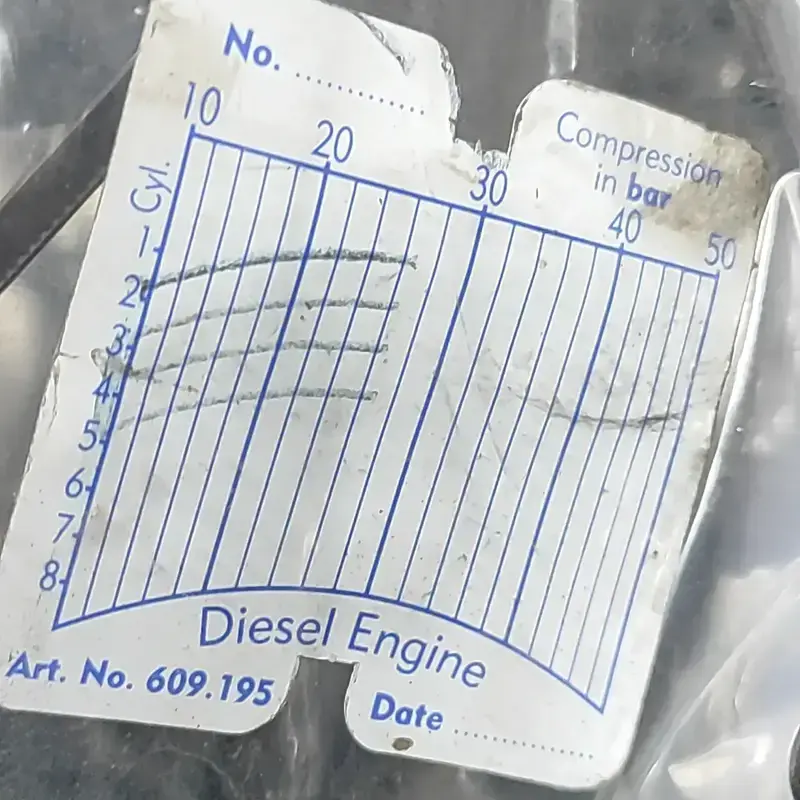 No. ..............
Compression
in bar
10 20 30 40 50
Cyl.
1
2
3
4
5
6
7
8
Diesel Engine
Art. No. 609.195
Date ..............